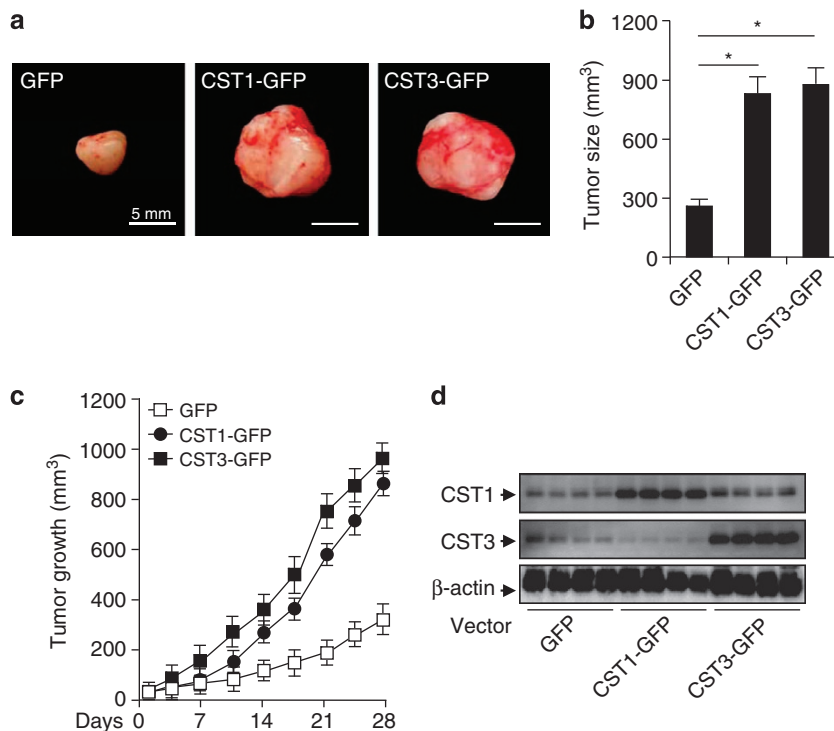 a
GFP
CST1-GFP
CST3-GFP
5 mm
b
Tumor size (mm³)
1200
900
600
300
0
*
*
GFP
CST1-GFP
CST3-GFP
c
Tumor growth (mm³)
1200
1000
800
600
400
200
0
GFP
CST1-GFP
CST3-GFP
Days 0 7 14 21 28
d
CST1
CST3
β-actin
Vector
GFP
CST1-GFP
CST3-GFP